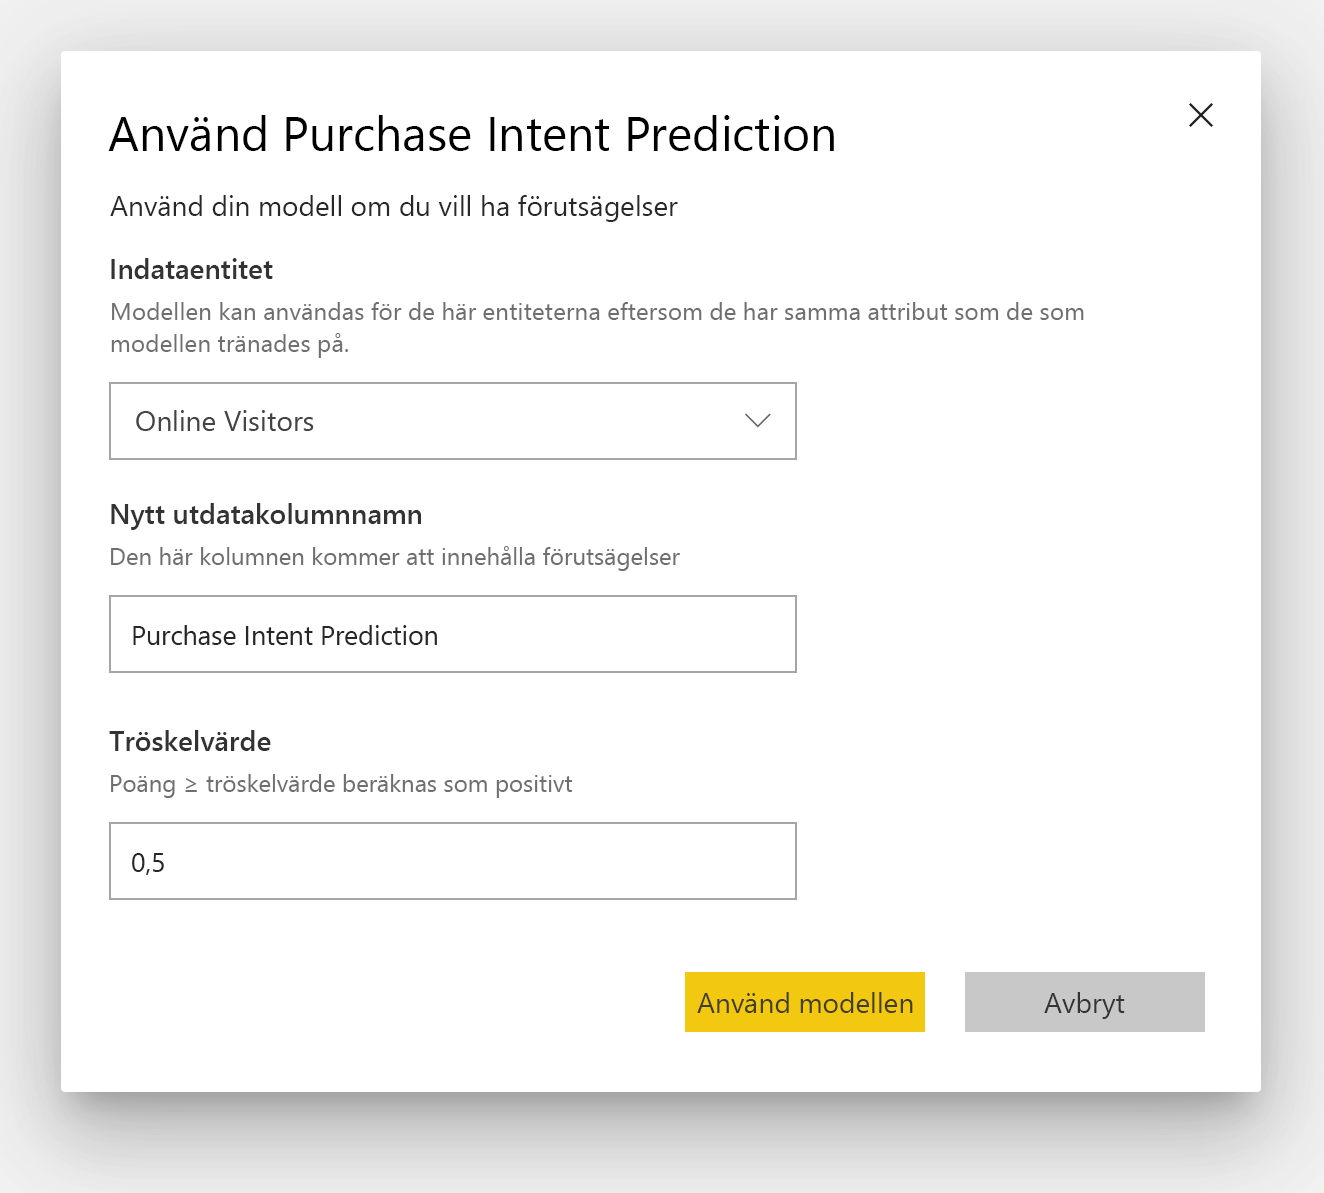 Använd Purchase Intent Prediction
Använd din modell om du vill ha förutsägelser
Indataentitet
Modellen kan användas för de här entiteterna eftersom de har samma attribut som de som
modellen tränades på.
Online Visitors
Nytt utdatakolumnnamn
Den här kolumnen kommer att innehålla förutsägelser
Purchase Intent Prediction
Tröskelvärde
Poäng ≥ tröskelvärde beräknas som positivt
0,5
Använd modellen
Avbryt